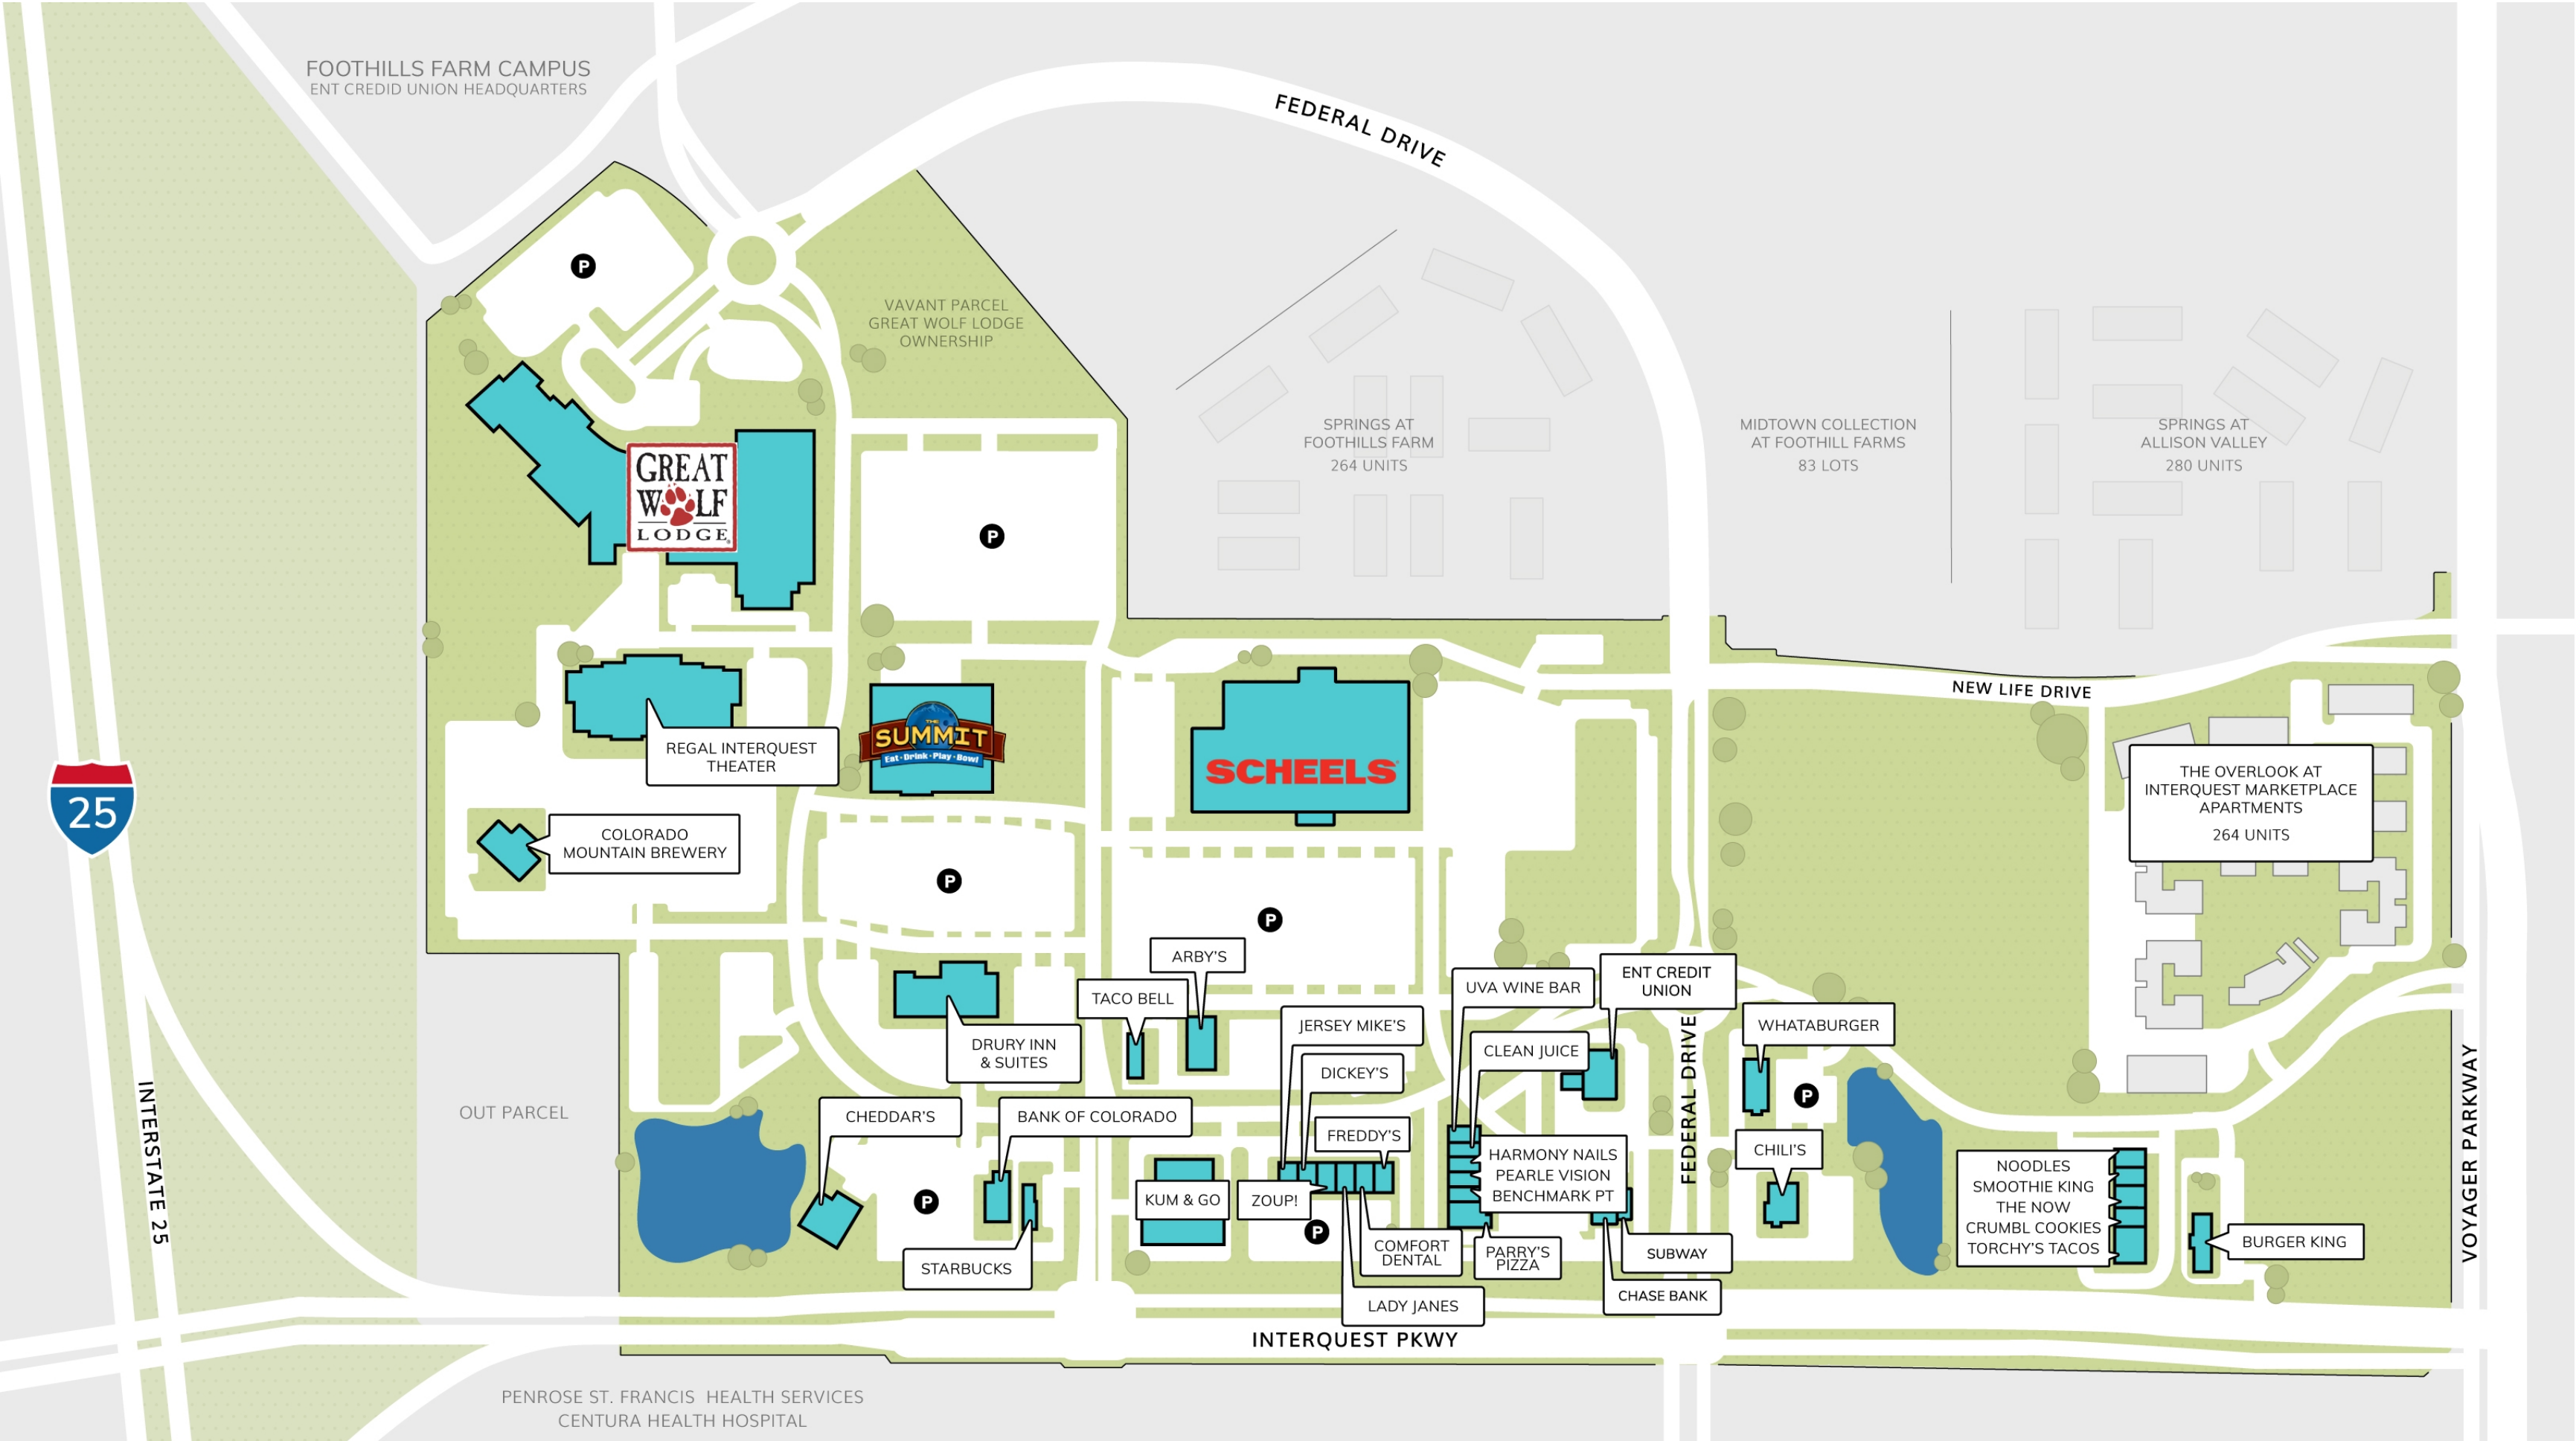 FOOTHILLS FARM CAMPUS
ENT CREDID UNION HEADQUARTERS
FEDERAL DRIVE
P
VAVANT PARCEL
GREAT WOLF LODGE
OWNERSHIP
GREAT
WOLF
LODGE
P
SPRINGS AT
FOOTHILLS FARM
264 UNITS
MIDTOWN COLLECTION
AT FOOTHILL FARMS
83 LOTS
SPRINGS AT
ALLISON VALLEY
280 UNITS
NEW LIFE DRIVE
REGAL INTERQUEST
THEATER
THE
SUMMIT
Eat·Drink·Play·Bowl
SCHEELS
THE OVERLOOK AT
INTERQUEST MARKETPLACE
APARTMENTS
264 UNITS
25
COLORADO
MOUNTAIN BREWERY
P
P
ARBY'S
TACO BELL
UVA WINE BAR
ENT CREDIT
UNION
JERSEY MIKE'S
WHATABURGER
DRURY INN
& SUITES
CLEAN JUICE
DICKEY'S
FEDERAL DRIVE
P
OUT PARCEL
CHEDDAR'S
BANK OF COLORADO
FREDDY'S
HARMONY NAILS
PEARLE VISION
BENCHMARK PT
CHILI'S
INTERSTATE 25
VOYAGER PARKWAY
P
KUM & GO
ZOUP!
P
NOODLES
SMOOTHIE KING
THE NOW
CRUMBL COOKIES
TORCHY'S TACOS
BURGER KING
STARBUCKS
COMFORT
DENTAL
PARRY'S
PIZZA
SUBWAY
LADY JANES
CHASE BANK
INTERQUEST PKWY
PENROSE ST. FRANCIS HEALTH SERVICES
CENTURA HEALTH HOSPITAL